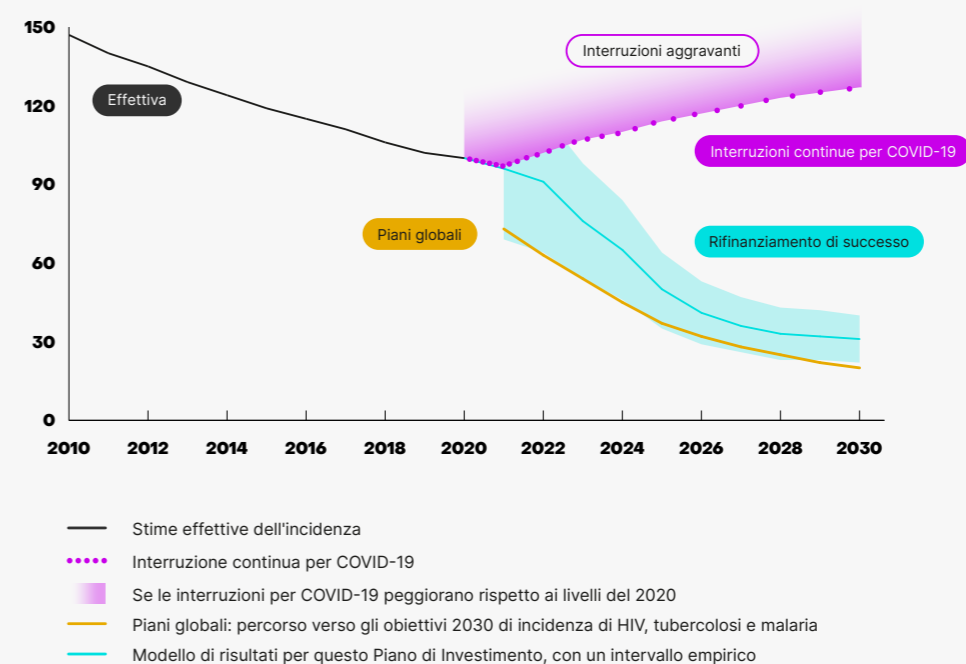 150
Interruzioni aggravanti
Effettiva
120
Interruzioni continue per COVID-19
90
Piani globali
Rifinanziamento di successo
60
30
0
2010 2012 2014 2016 2018 2020 2022 2024 2026 2028 2030
Stime effettive dell'incidenza
Interruzione continua per COVID-19
Se le interruzioni per COVID-19 peggiorano rispetto ai livelli del 2020
Piani globali: percorso verso gli obiettivi 2030 di incidenza di HIV, tubercolosi e malaria
Modello di risultati per questo Piano di Investimento, con un intervallo empirico